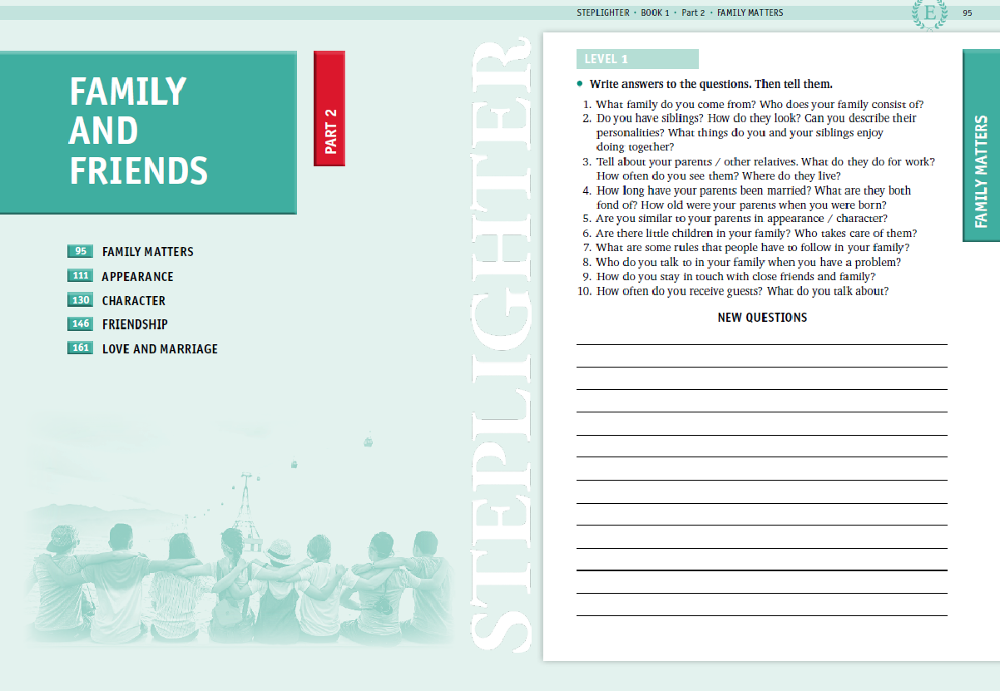 STEPLIGHTER · BOOK 1 · Part 2 · FAMILY MATTERS
E
95
FAMILY
AND
FRIENDS
PART 2
95 FAMILY MATTERS
111 APPEARANCE
130 CHARACTER
146 FRIENDSHIP
161 LOVE AND MARRIAGE
STEPLIGHTER
LEVEL 1
• Write answers to the questions. Then tell them.
1. What family do you come from? Who does your family consist of?
2. Do you have siblings? How do they look? Can you describe their
personalities? What things do you and your siblings enjoy
doing together?
3. Tell about your parents / other relatives. What do they do for work?
How often do you see them? Where do they live?
4. How long have your parents been married? What are they both
fond of? How old were your parents when you were born?
5. Are you similar to your parents in appearance / character?
6. Are there little children in your family? Who takes care of them?
7. What are some rules that people have to follow in your family?
8. Who do you talk to in your family when you have a problem?
9. How do you stay in touch with close friends and family?
10. How often do you receive guests? What do you talk about?
NEW QUESTIONS
FAMILY MATTERS